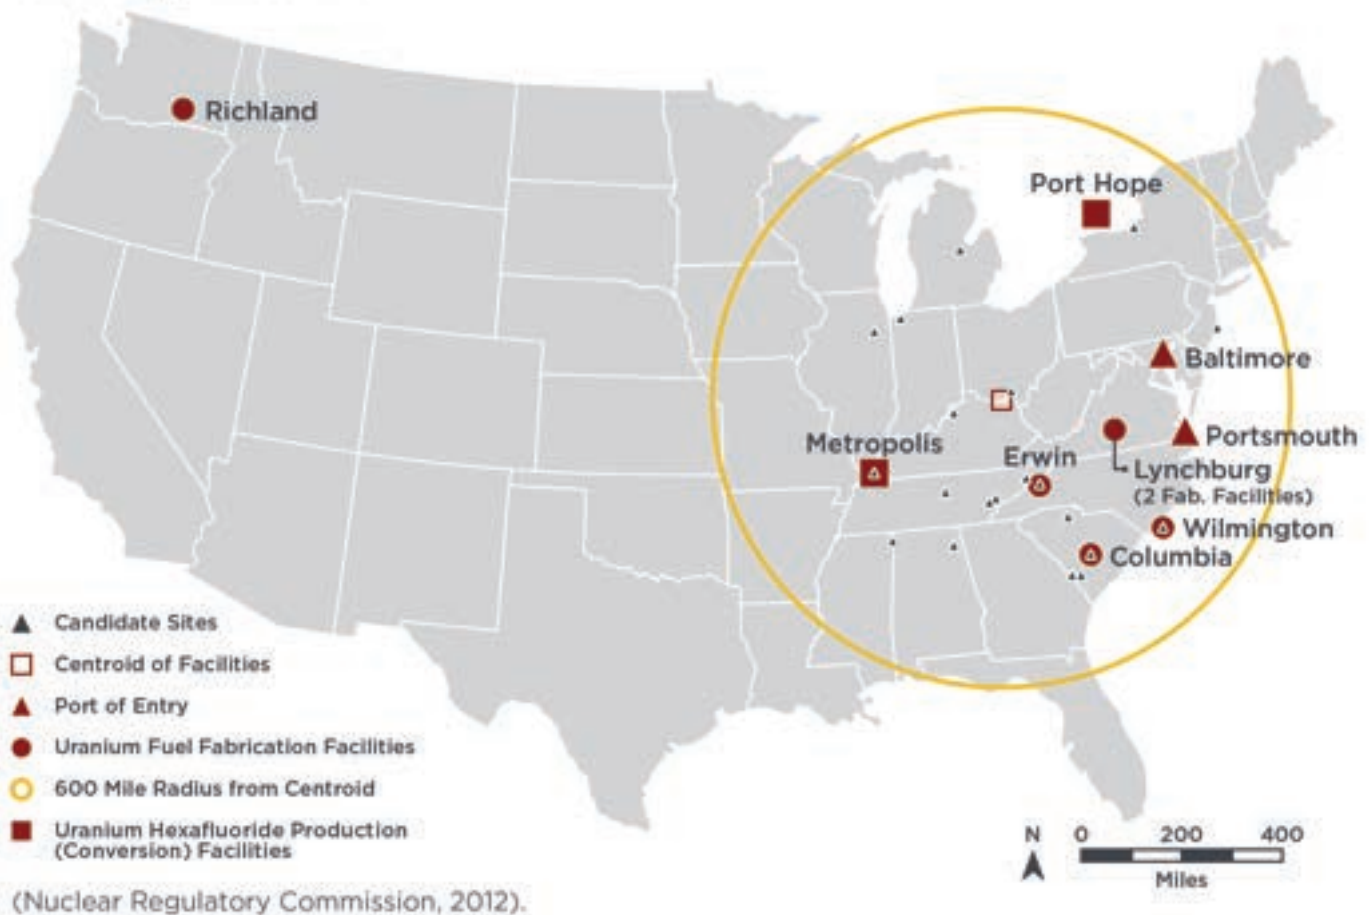 Richland
Port Hope
Baltimore
Portsmouth
Metropolis
Erwin
Lynchburg
(2 Fab. Facilities)
Wilmington
Columbia
Candidate Sites
Centroid of Facilities
Port of Entry
Uranium Fuel Fabrication Facilities
600 Mile Radius from Centroid
Uranium Hexafluoride Production
(Conversion) Facilities
N 0 200 400
Miles
(Nuclear Regulatory Commission, 2012).